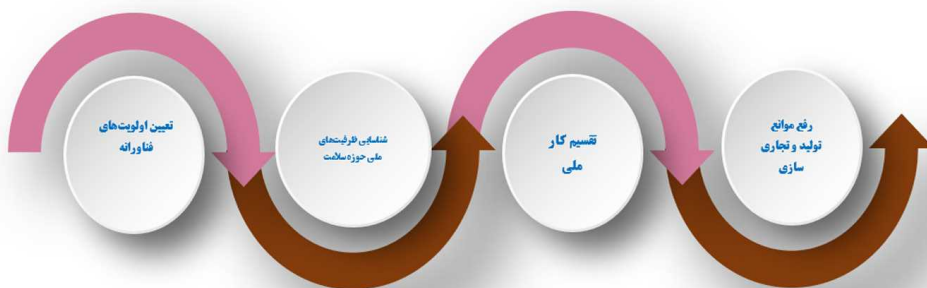 تعیین اولویت‌های
فناورانه
شناسایی ظرفیت‌های
ملی حوزه سلامت
تقسیم کار
ملی
رفع موانع
تولید و تجاری
سازی